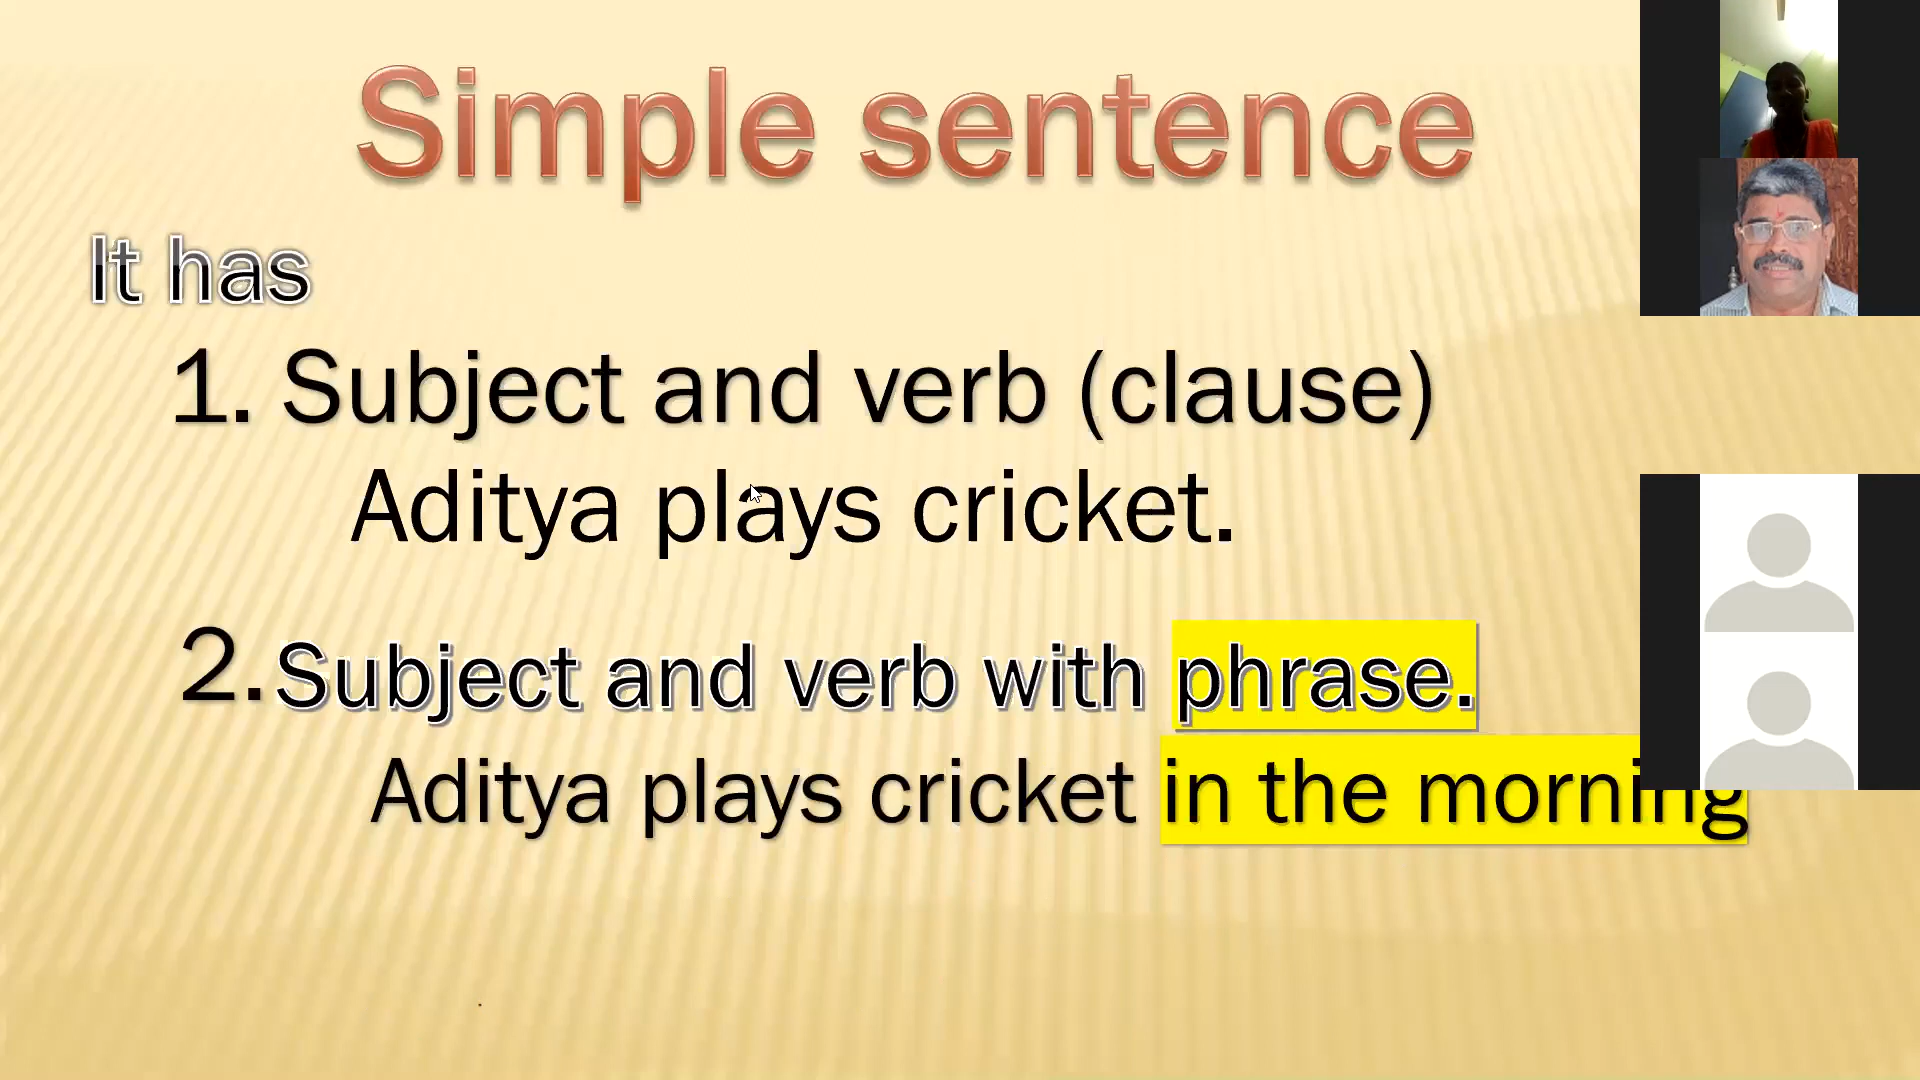 Simple sentence
It has
1. Subject and verb (clause)
Aditya plays cricket.
2. Subject and verb with phrase.
Aditya plays cricket in the morning